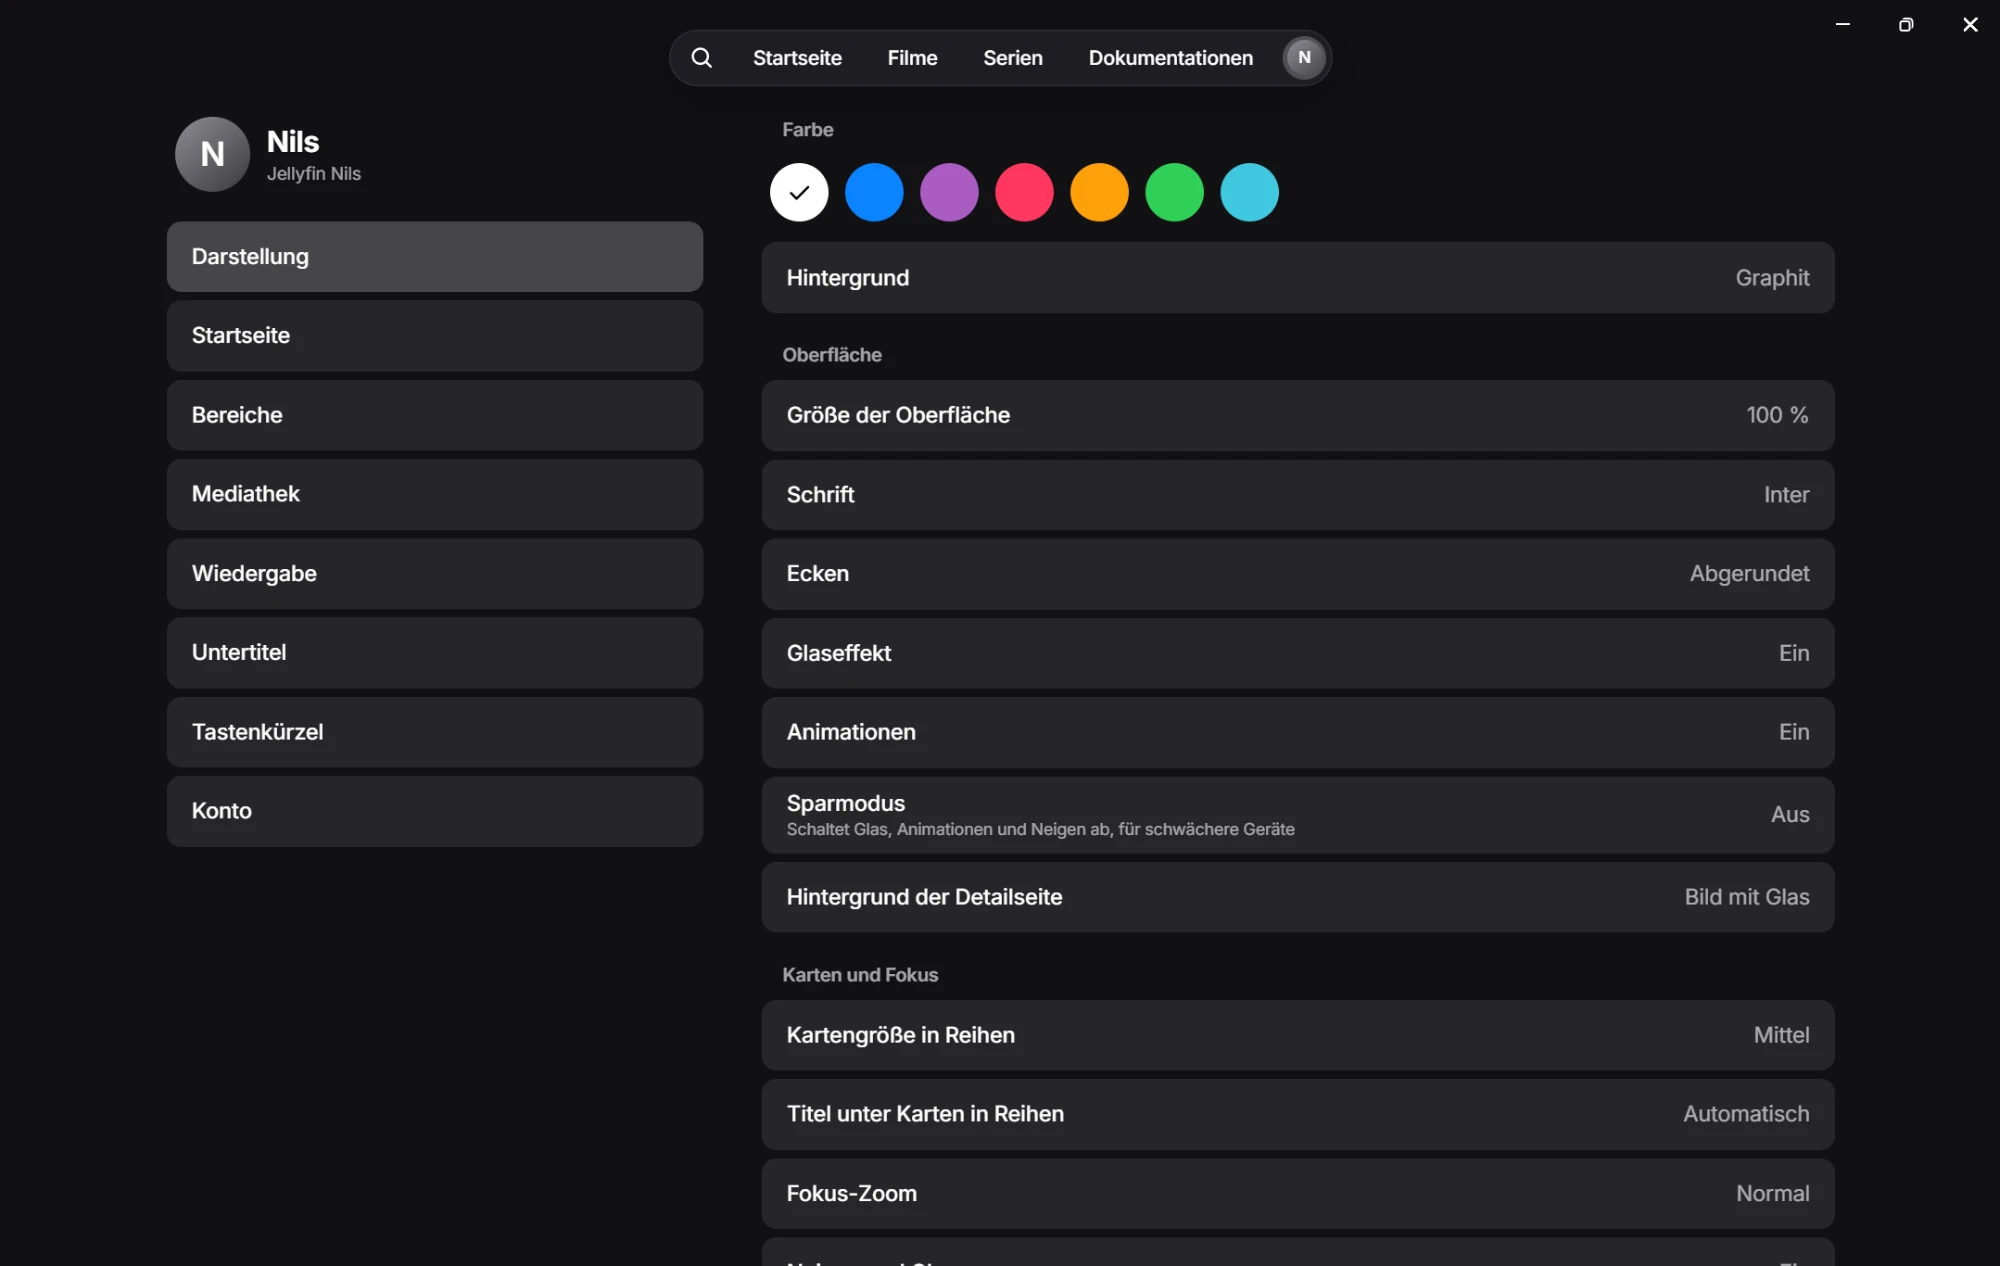 Startseite
Filme
Serien
Dokumentationen
N
N
Nils
Jellyfin Nils
Darstellung
Startseite
Bereiche
Mediathek
Wiedergabe
Untertitel
Tastenkürzel
Konto
Farbe
Hintergrund
Graphit
Oberfläche
Größe der Oberfläche
100 %
Schrift
Inter
Ecken
Abgerundet
Glaseffekt
Ein
Animationen
Ein
Sparmodus
Schaltet Glas, Animationen und Neigen ab, für schwächere Geräte
Aus
Hintergrund der Detailseite
Bild mit Glas
Karten und Fokus
Kartengröße in Reihen
Mittel
Titel unter Karten in Reihen
Automatisch
Fokus-Zoom
Normal